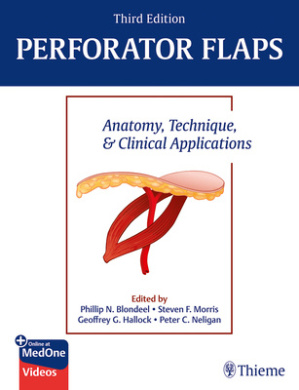 Third Edition
PERFORATOR FLAPS
Anatomy, Technique,
& Clinical Applications
Edited by
Phillip N. Blondeel • Steven F. Morris
Geoffrey G. Hallock • Peter C. Neligan
+ Online at
MedOne
Videos
Thieme